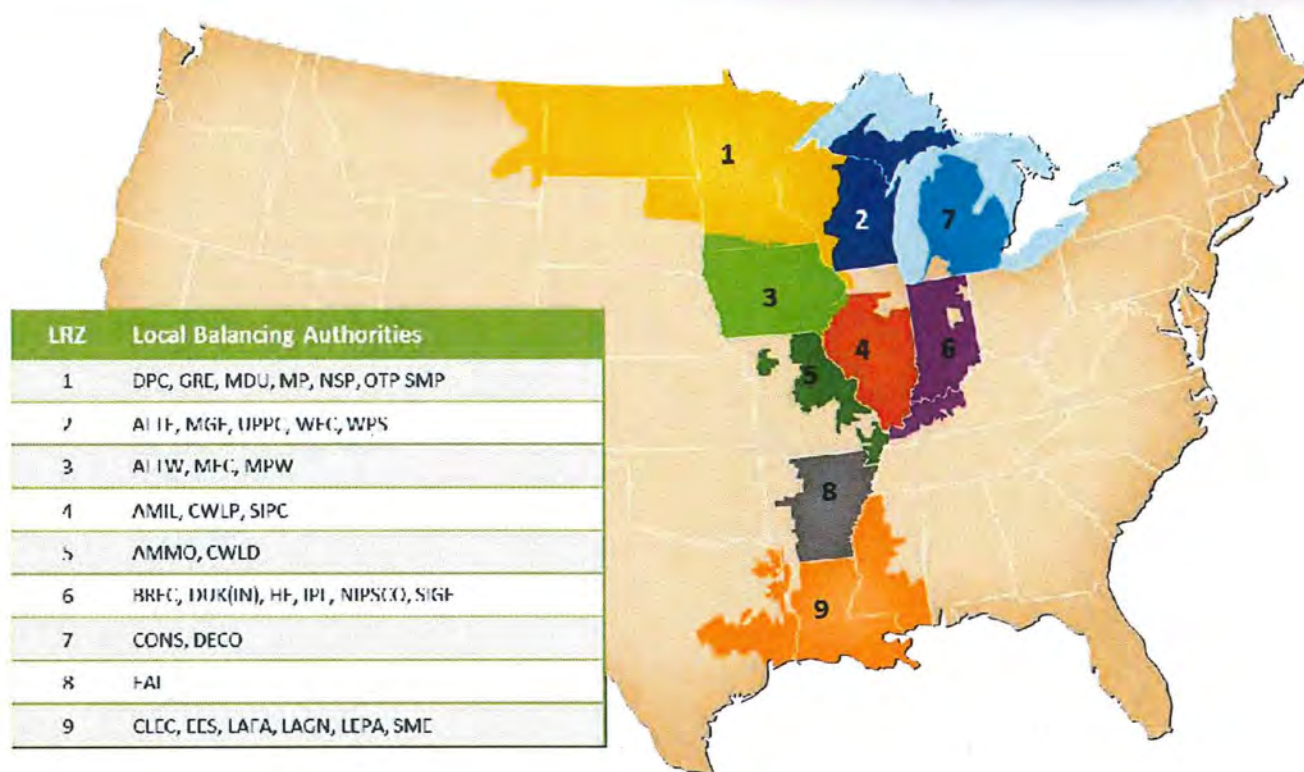 1
2
7
3
4
6
5
8
9
LRZ Local Balancing Authorities
1 DPC, GRE, MDU, MP, NSP, OTP SMP
2 ALTE, MGE, UPPC, WEC, WPS
3 ALTW, MEC, MPW
4 AMIL, CWLP, SIPC
5 AMMO, CWLD
6 BREC, DUK(IN), HE, IPL, NIPSCO, SIGE
7 CONS, DECO
8 EAI
9 CLEC, EES, LAFA, LAGN, LEPA, SME